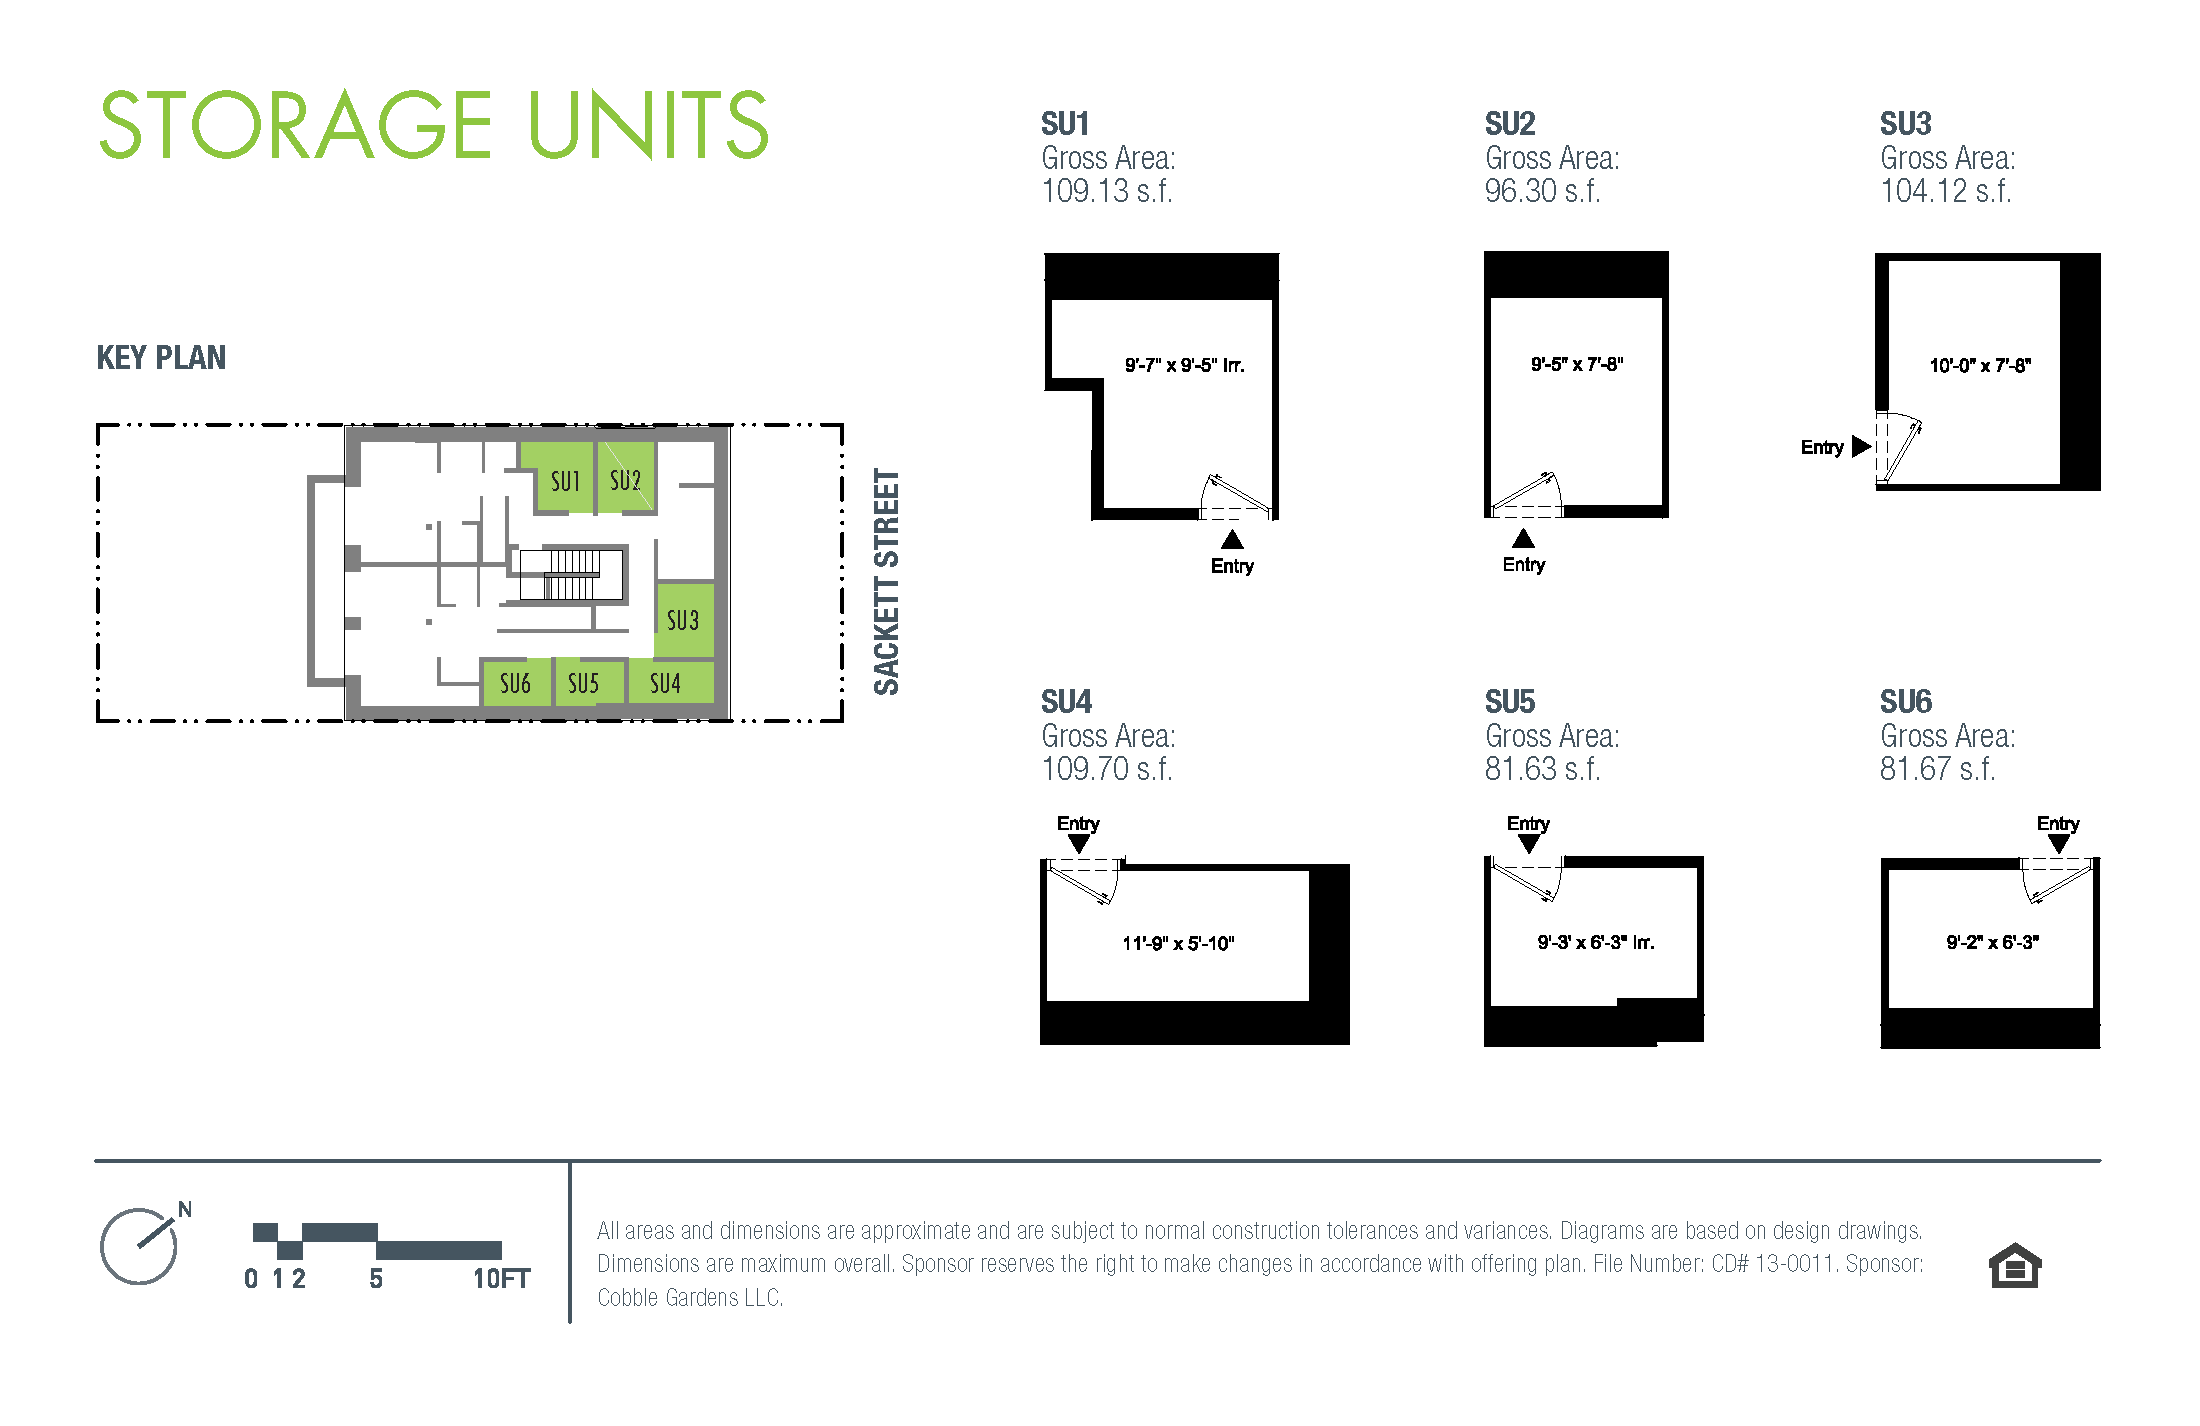 STORAGE UNITS
KEY PLAN
SU1
SU2
SU3
SU6
SU5
SU4
SACKETT STREET
SU1
Gross Area:
109.13 s.f.
9'-7" x 9'-5" Irr.
Entry
SU2
Gross Area:
96.30 s.f.
9'-5" x 7'-8"
Entry
SU3
Gross Area:
104.12 s.f.
10'-0" x 7'-8"
Entry
SU4
Gross Area:
109.70 s.f.
Entry
11'-9" x 5'-10"
SU5
Gross Area:
81.63 s.f.
Entry
9'-3' x 6'-3" Irr.
SU6
Gross Area:
81.67 s.f.
Entry
9'-2" x 6'-3"
N
0 1 2 5 10FT
All areas and dimensions are approximate and are subject to normal construction tolerances and variances. Diagrams are based on design drawings.
Dimensions are maximum overall. Sponsor reserves the right to make changes in accordance with offering plan. File Number: CD# 13-0011. Sponsor:
Cobble Gardens LLC.